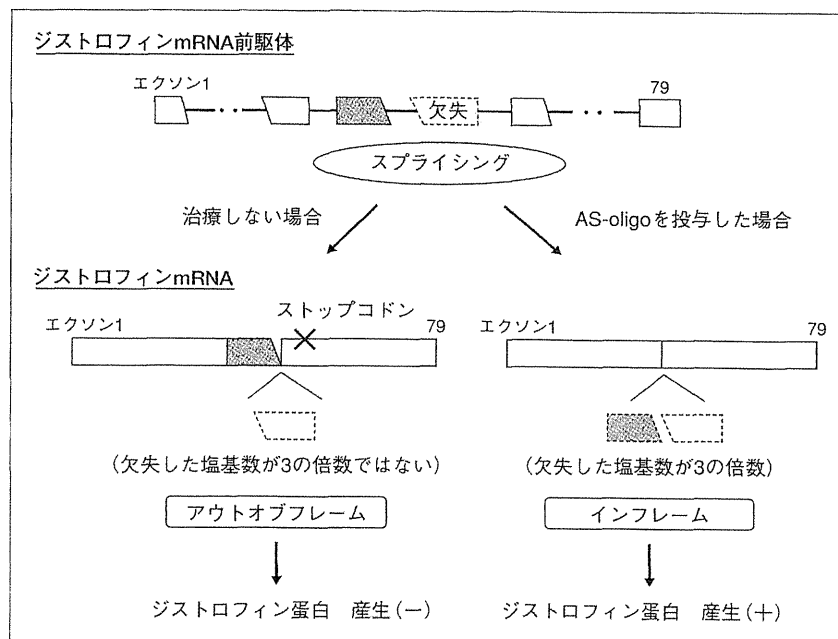 ジストロフィンmRNA前駆体
エクソン1
79
欠失
スプライシング
治療しない場合
AS-oligoを投与した場合
ジストロフィンmRNA
ストップコドン
エクソン1
79
エクソン1
79
(欠失した塩基数が3の倍数ではない)
(欠失した塩基数が3の倍数)
アウトオブフレーム
インフレーム
ジストロフィン蛋白 産生(−)
ジストロフィン蛋白 産生(+)